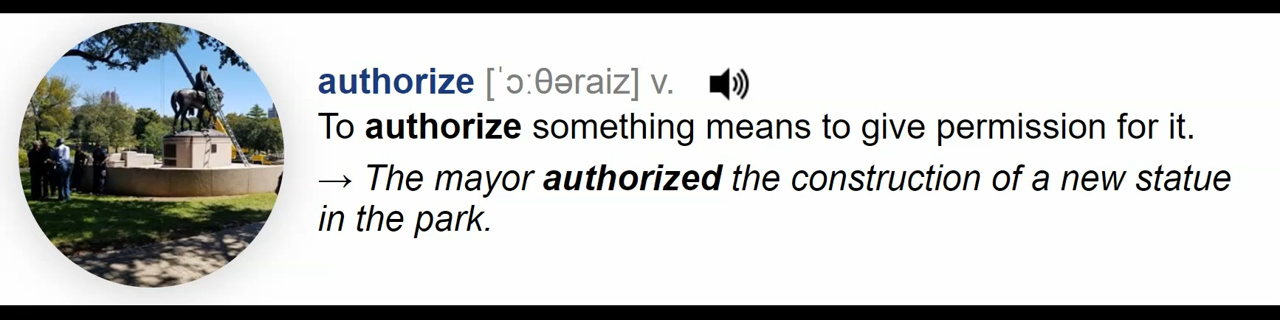 authorize [ˈɔːθəraiz] v.
To authorize something means to give permission for it.
→ The mayor authorized the construction of a new statue
in the park.